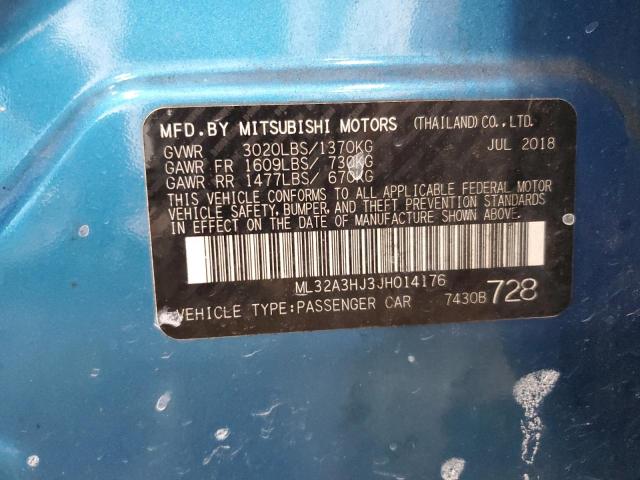 MFD.BY MITSUBISHI MOTORS (THAILAND)CO.,LTD.
GVWR 3020LBS/1370KG JUL 2018
GAWR FR 1609LBS/ 730KG
GAWR RR 1477LBS/ 670KG
THIS VEHICLE CONFORMS TO ALL APPLICABLE FEDERAL MOTOR
VEHICLE SAFETY, BUMPER, AND THEFT PREVENTION STANDARDS
IN EFFECT ON THE DATE OF MANUFACTURE SHOWN ABOVE.
ML32A3HJ3JH014176
VEHICLE TYPE:PASSENGER CAR 7430B 728